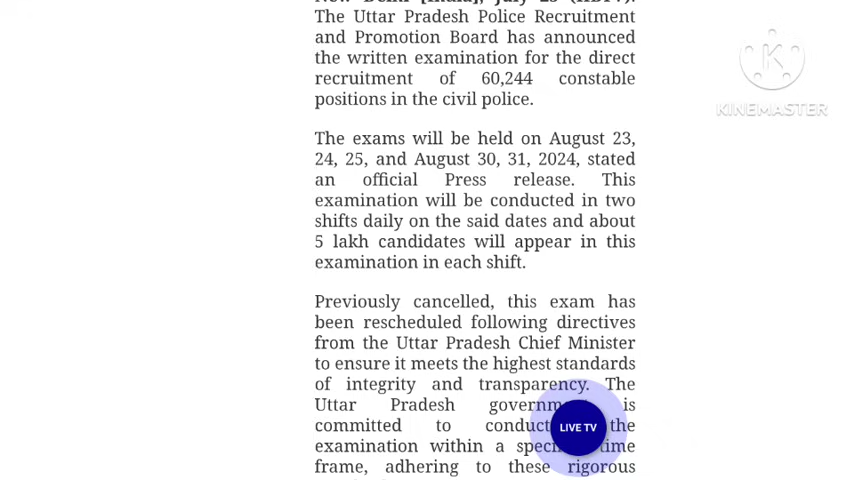 The Uttar Pradesh Police Recruitment
and Promotion Board has announced
the written examination for the direct
recruitment of 60,244 constable
positions in the civil police.
The exams will be held on August 23,
24, 25, and August 30, 31, 2024, stated
an official Press release. This
examination will be conducted in two
shifts daily on the said dates and about
5 lakh candidates will appear in this
examination in each shift.
Previously cancelled, this exam has
been rescheduled following directives
from the Uttar Pradesh Chief Minister
to ensure it meets the highest standards
of integrity and transparency. The
Uttar Pradesh is
committed to the
examination within a
frame, adhering to these rigorous
LIVE TV
KINEMASTER